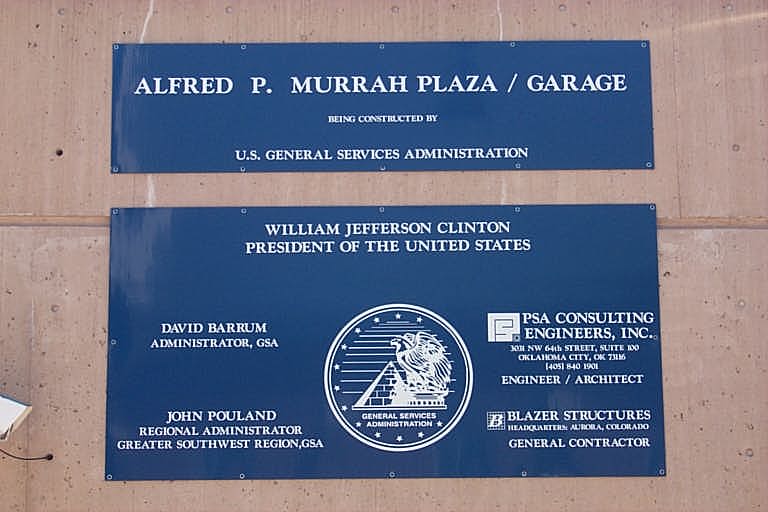 ALFRED P. MURRAH PLAZA / GARAGE
BEING CONSTRUCTED BY
U.S. GENERAL SERVICES ADMINISTRATION
WILLIAM JEFFERSON CLINTON
PRESIDENT OF THE UNITED STATES
DAVID BARRUM
ADMINISTRATOR, GSA
JOHN POULAND
REGIONAL ADMINISTRATOR
GREATER SOUTHWEST REGION,GSA
GENERAL SERVICES
ADMINISTRATION
PSA CONSULTING
ENGINEERS, INC.
3031 NW 64th STREET, SUITE 100
OKLAHOMA CITY, OK 73116
(405) 840 1901
ENGINEER / ARCHITECT
BLAZER STRUCTURES
HEADQUARTERS: AURORA, COLORADO
GENERAL CONTRACTOR